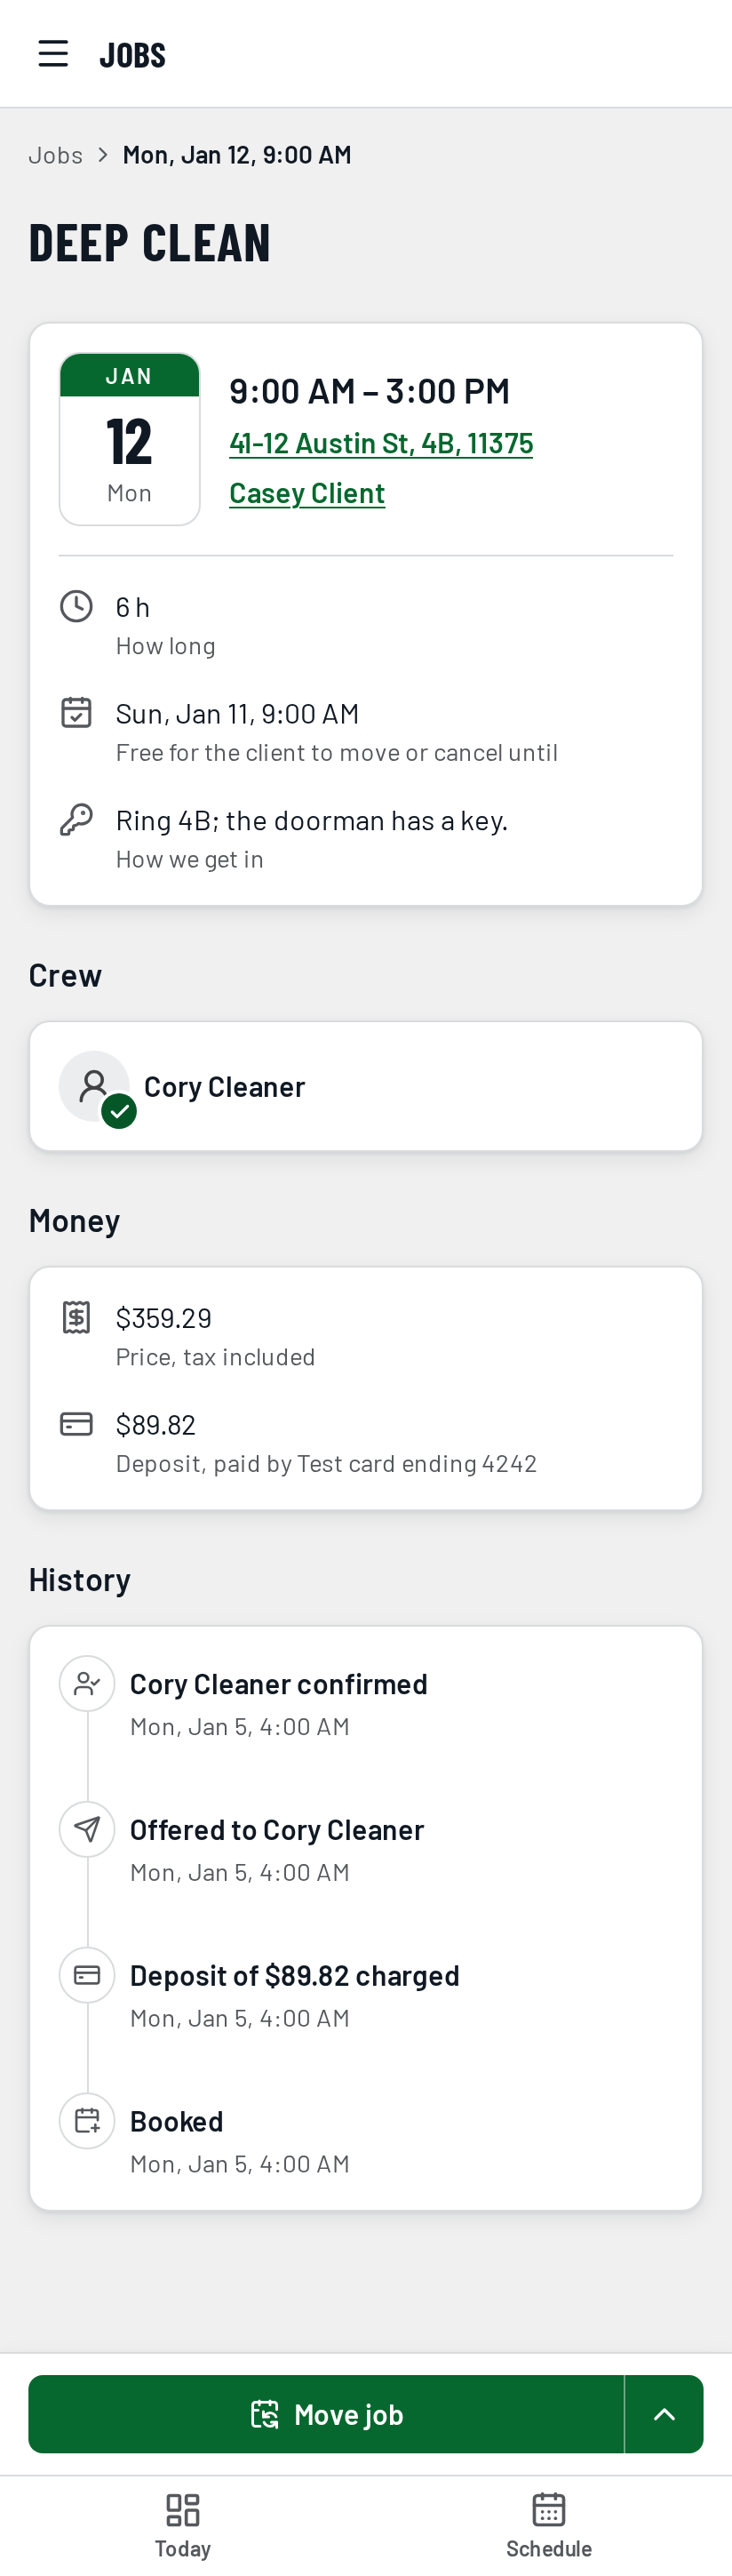 JOBS
Jobs > Mon, Jan 12, 9:00 AM
DEEP CLEAN
JAN
12
Mon
9:00 AM – 3:00 PM
41-12 Austin St, 4B, 11375
Casey Client
6 h
How long
Sun, Jan 11, 9:00 AM
Free for the client to move or cancel until
Ring 4B; the doorman has a key.
How we get in
Crew
Cory Cleaner
Money
$359.29
Price, tax included
$89.82
Deposit, paid by Test card ending 4242
History
Cory Cleaner confirmed
Mon, Jan 5, 4:00 AM
Offered to Cory Cleaner
Mon, Jan 5, 4:00 AM
Deposit of $89.82 charged
Mon, Jan 5, 4:00 AM
Booked
Mon, Jan 5, 4:00 AM
Move job
Today
Schedule